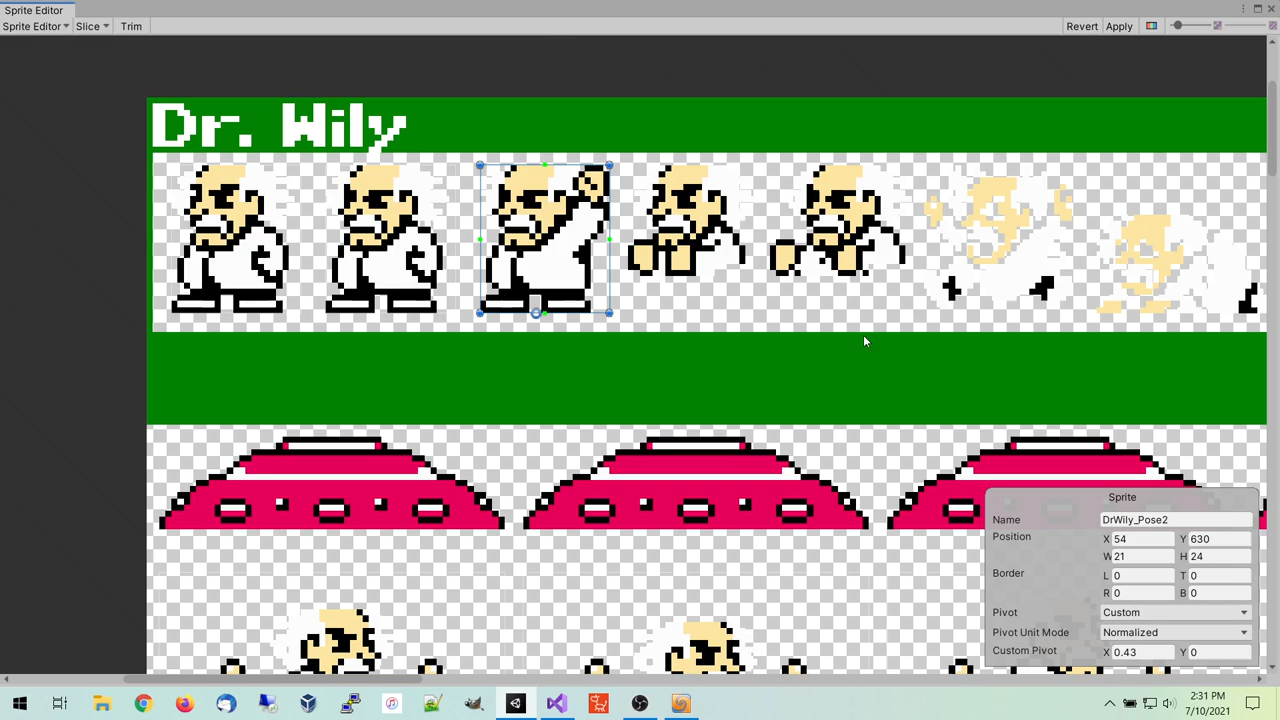 Sprite Editor
Sprite Editor Slice Trim Revert Apply
Dr. Wily
Sprite
Name DrWily_Pose2
Position X 54 Y 630
W 21 H 24
Border L 0 T 0
R 0 B 0
Pivot Custom
Pivot Unit Mode Normalized
Custom Pivot X 0.43 Y 0
2:31 PM
7/10/2021